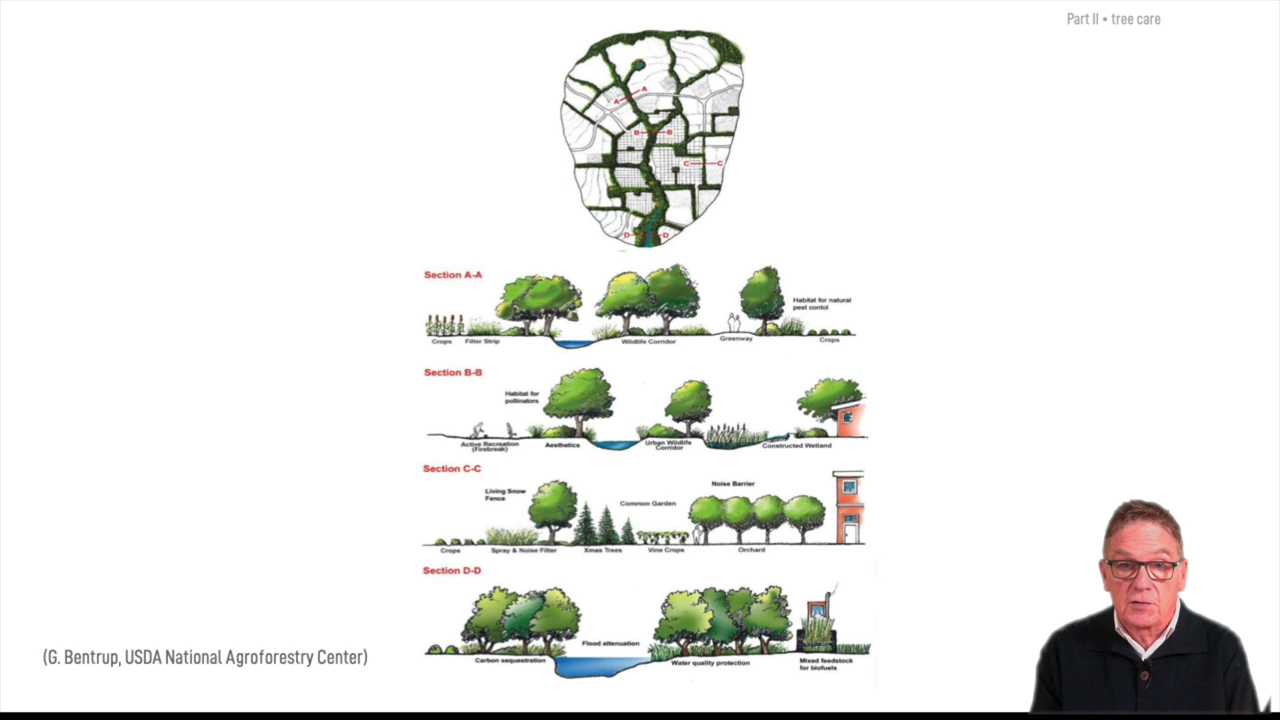 Part II • tree care
A A
B B
C C
D D
Section A-A
Habitat for natural
pest contol
Crops Filter Strip Wildlife Corridor Greenway Crops
Section B-B
Habitat for
pollinators
Active Recreation
(Firebreak)
Aesthetics
Urban Wildlife
Corridor
Constructed Wetland
Section C-C
Living Snow
Fence
Common Garden
Noise Barrier
Crops Spray & Noise Filter Xmas Trees Vine Crops Orchard
Section D-D
Flood attenuation
Carbon sequestration
Water quality protection
Mixed feedstock
for biofuels
(G. Bentrup, USDA National Agroforestry Center)